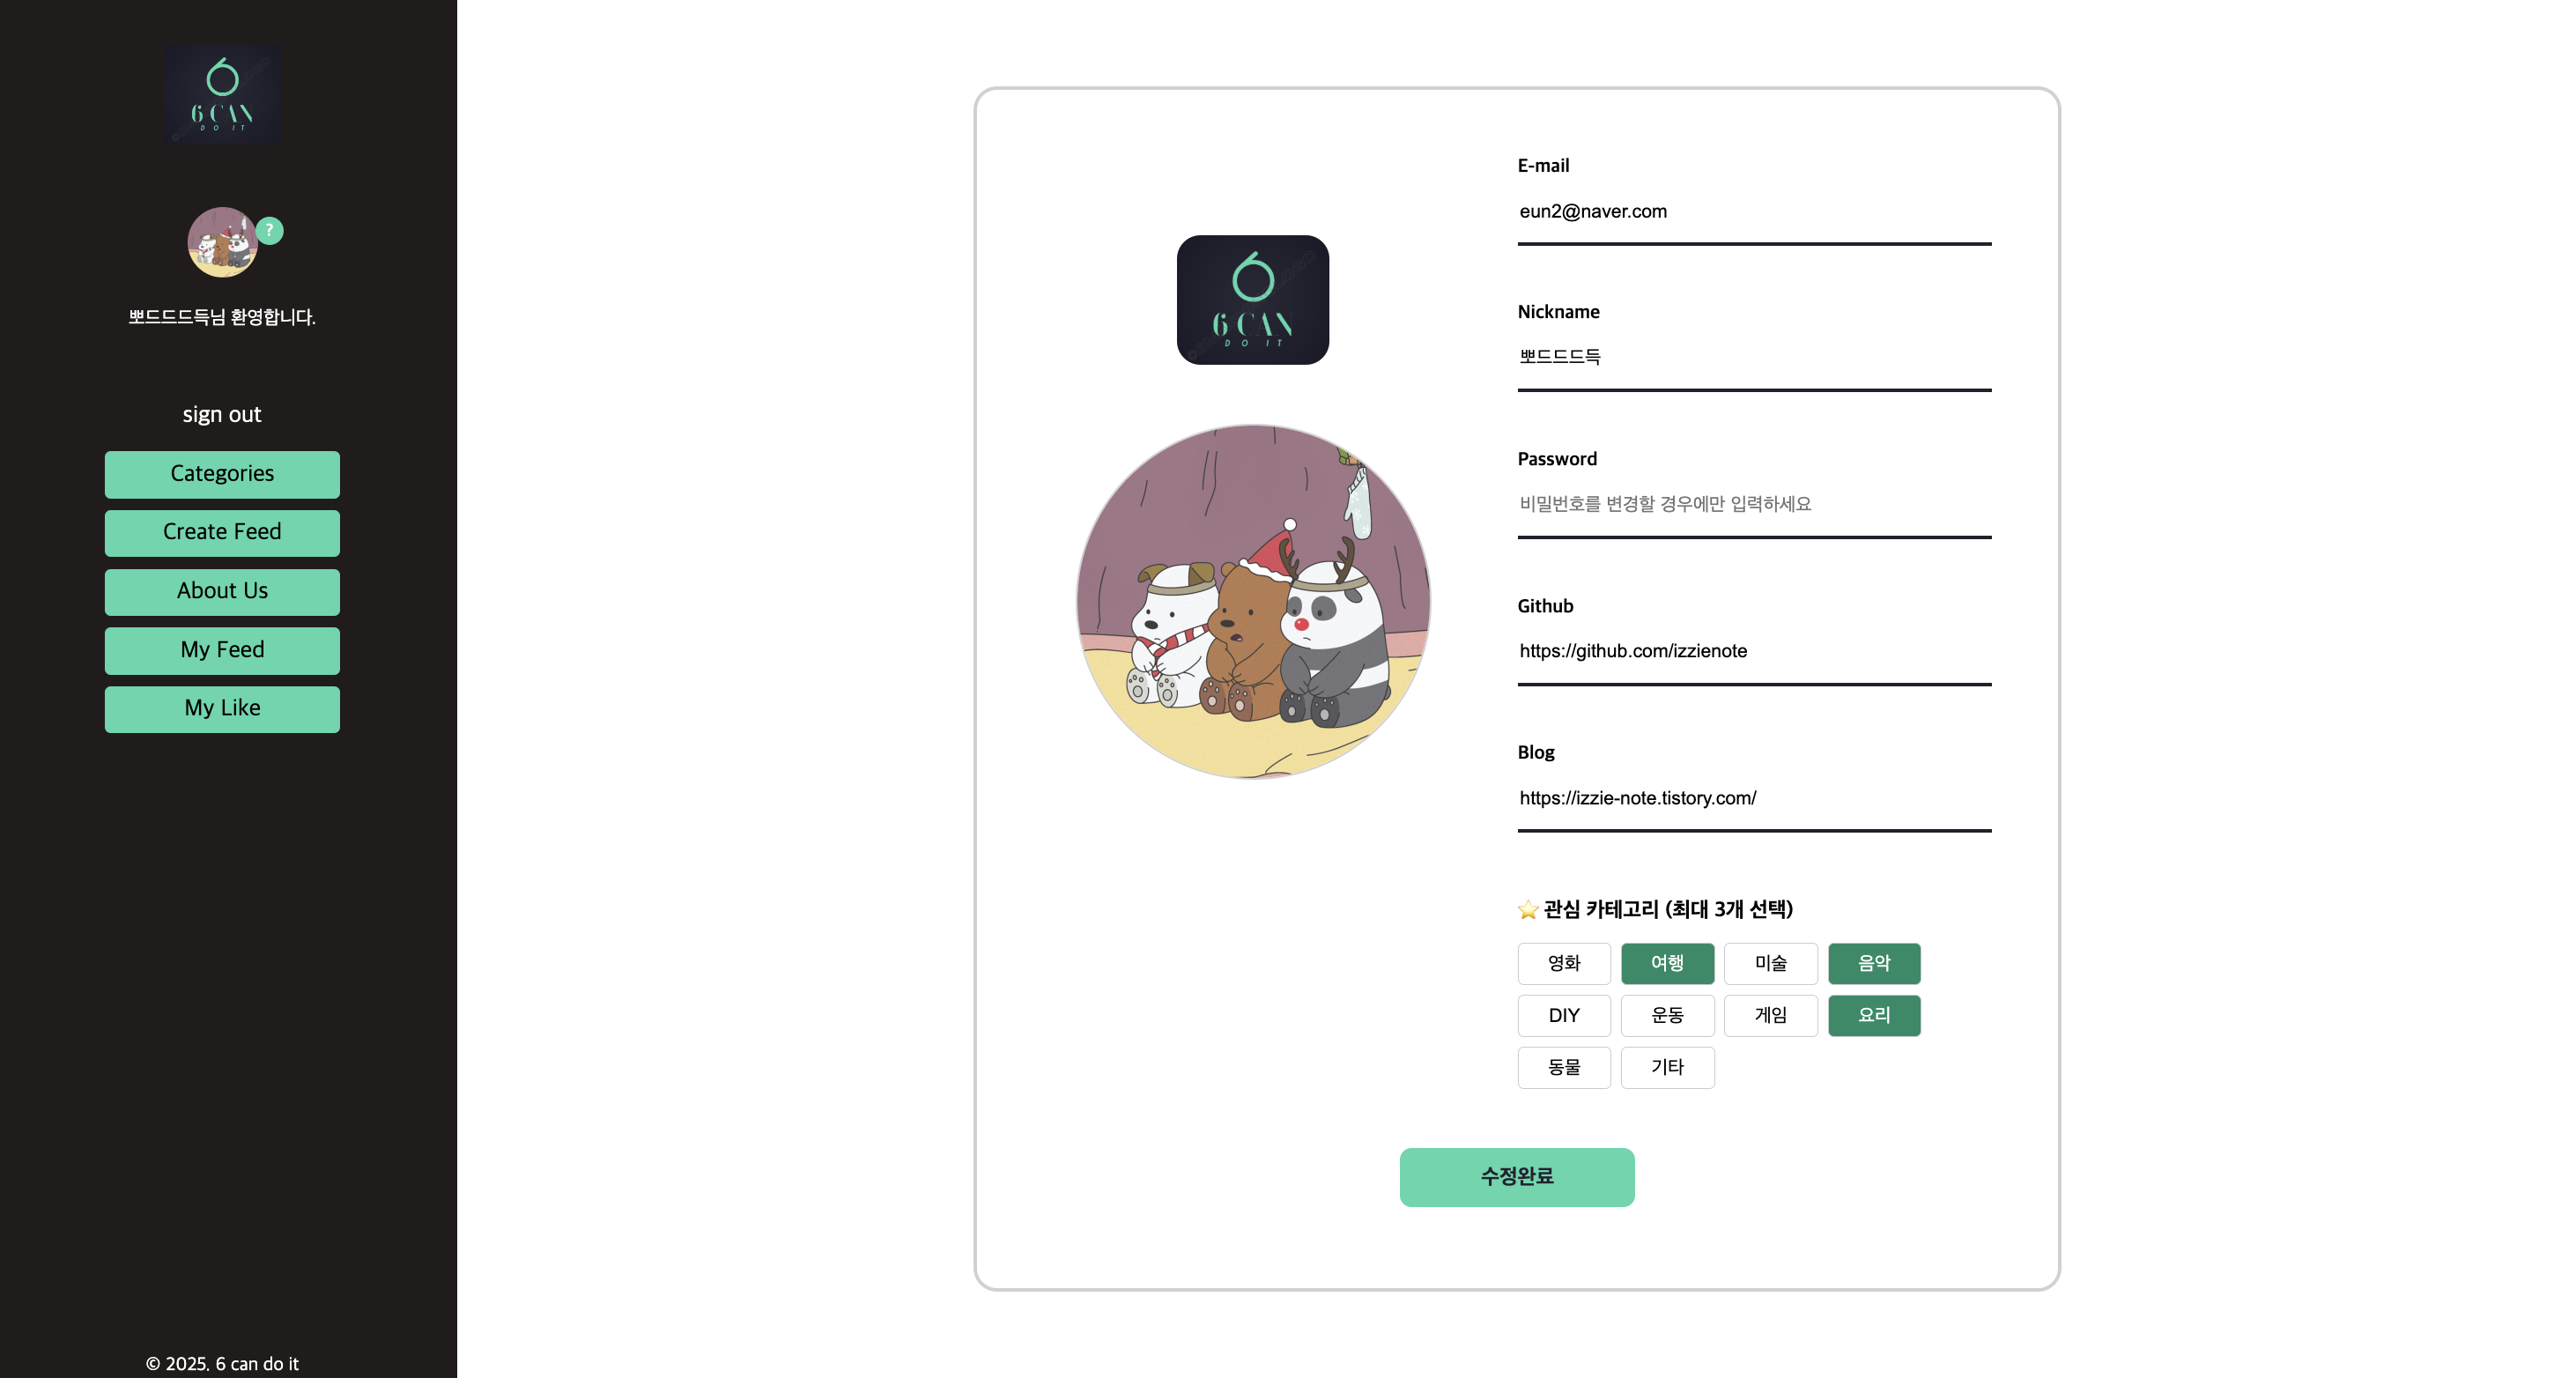 6 CAN
DO IT
?
뽀드드드득님 환영합니다.
sign out
Categories
Create Feed
About Us
My Feed
My Like
© 2025. 6 can do it
6 CAN
DO IT
E-mail
eun2@naver.com
Nickname
뽀드드드득
Password
비밀번호를 변경할 경우에만 입력하세요
Github
https://github.com/izzienote
Blog
https://izzie-note.tistory.com/
⭐ 관심 카테고리 (최대 3개 선택)
영화 여행 미술 음악
DIY 운동 게임 요리
동물 기타
수정완료